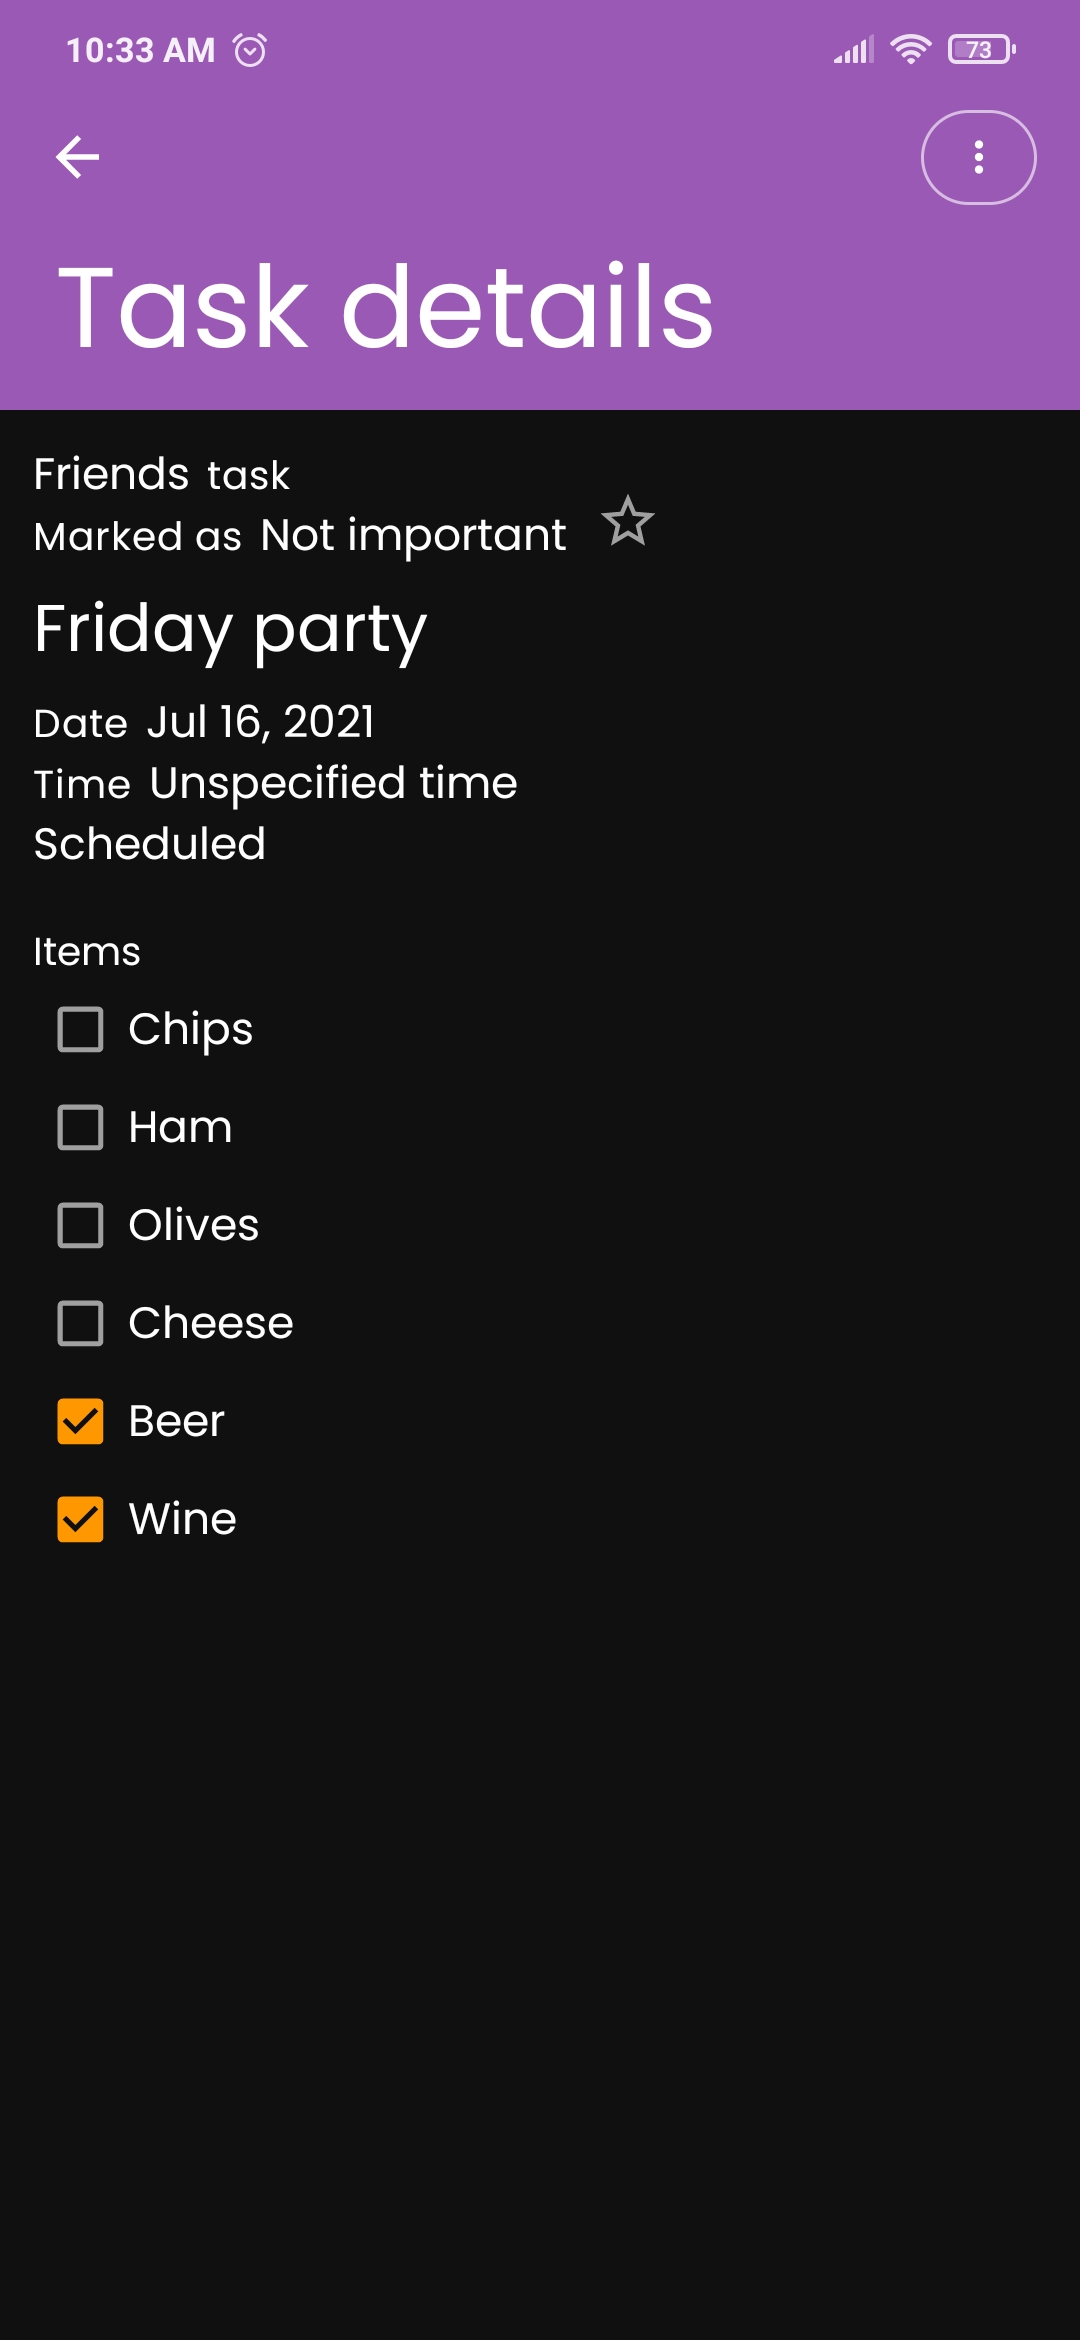 10:33 AM 73
Task details
Friends task
Marked as Not important
Friday party
Date Jul 16, 2021
Time Unspecified time
Scheduled
Items
Chips
Ham
Olives
Cheese
Beer
Wine